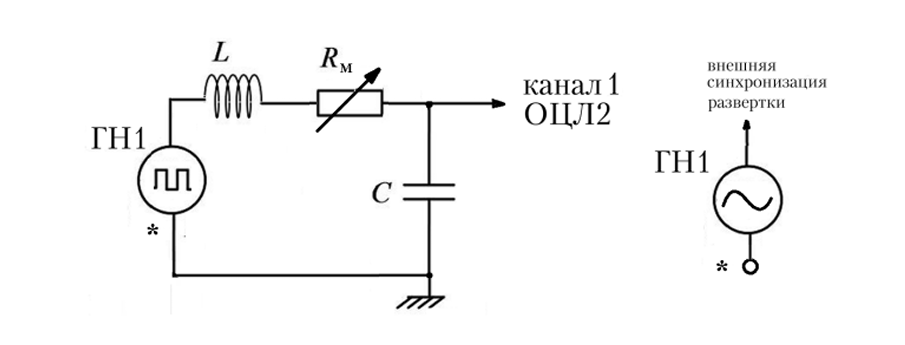 L
Rм
канал 1
ОЦЛ2
ГН1
*
C
внешняя
синхронизация
развертки
ГН1
*